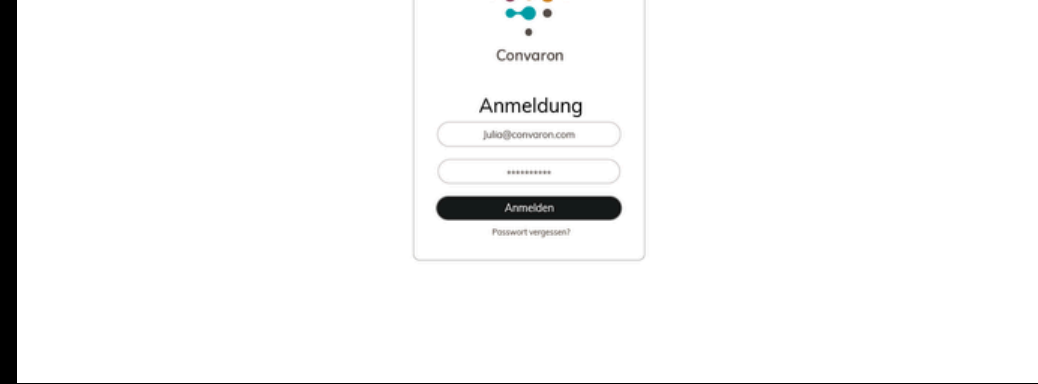 Convaron
Anmeldung
Julia@convaron.com
**********
Anmelden
Passwort vergessen?